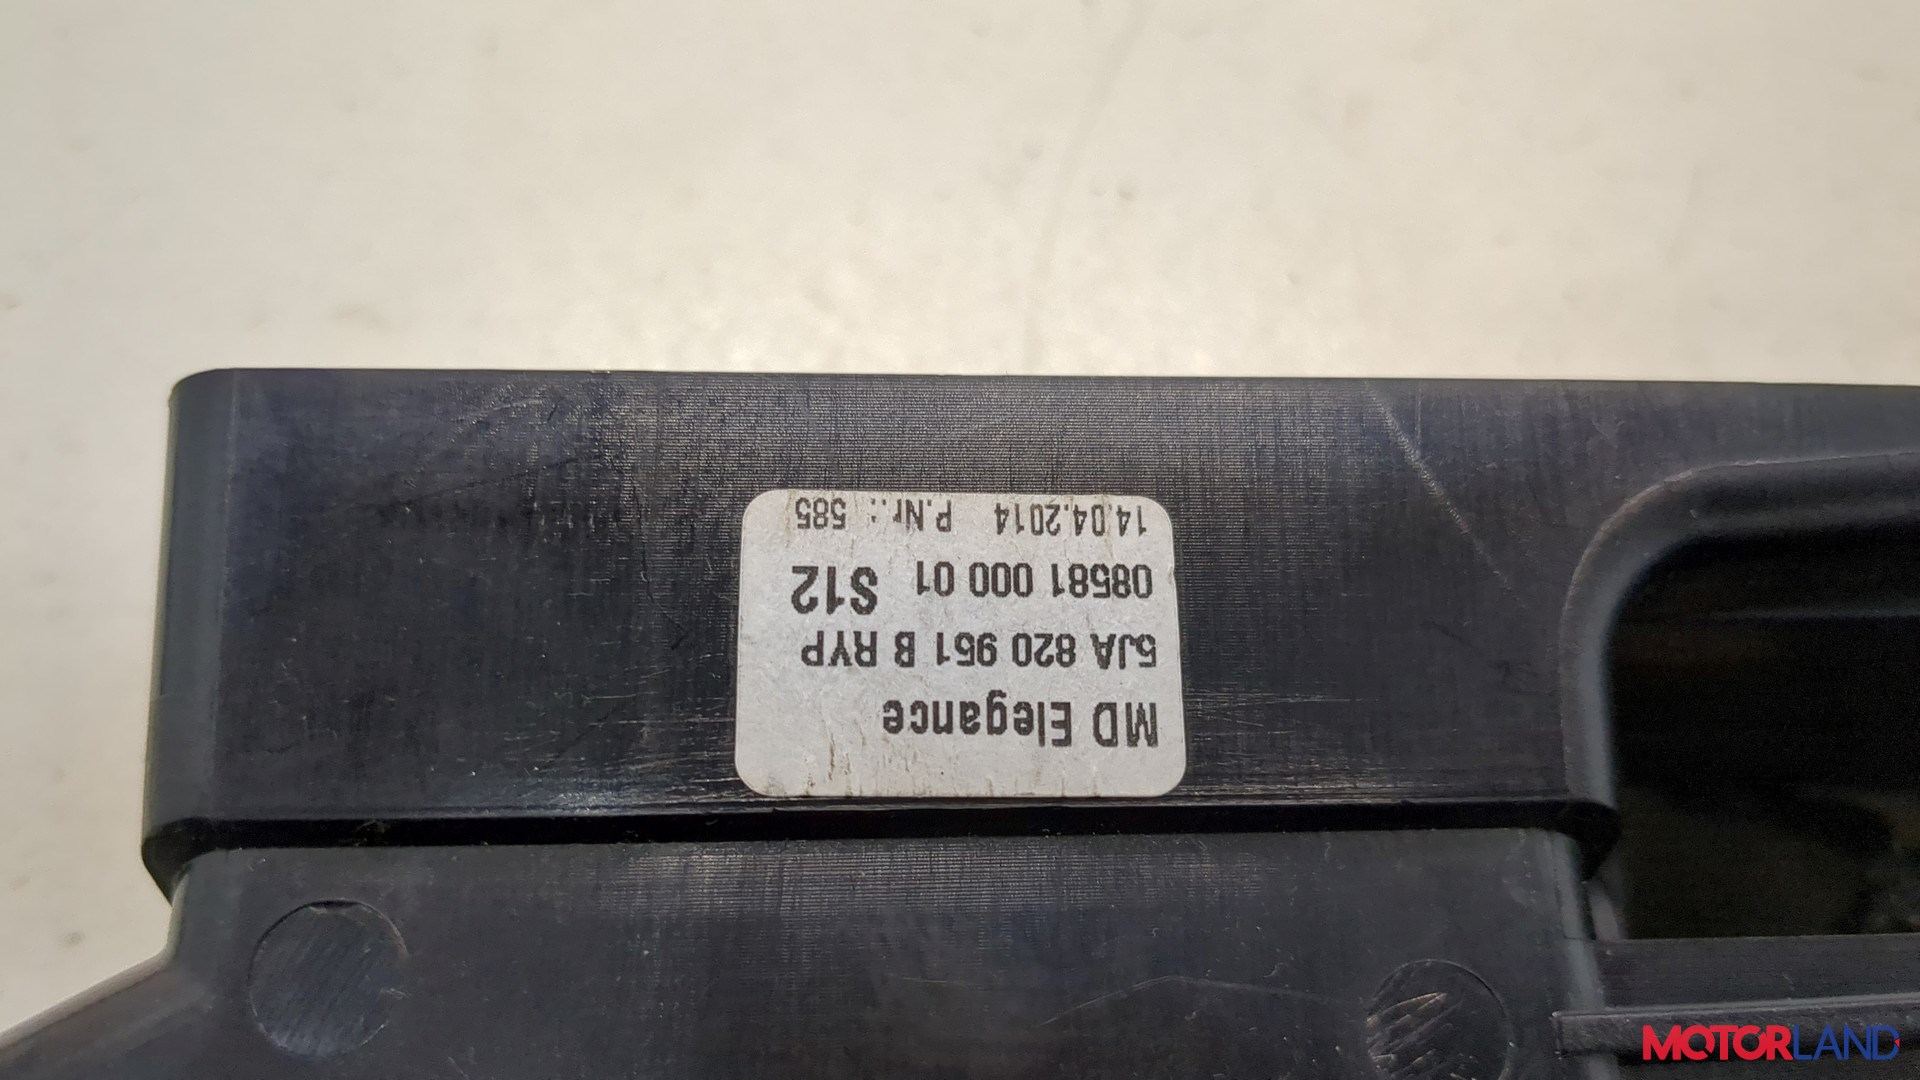 MD Elegance
5JA 820 951 B RYP
08581 000 01 S12
14.04.2014 P.Nr.: 585
MOTORLAND